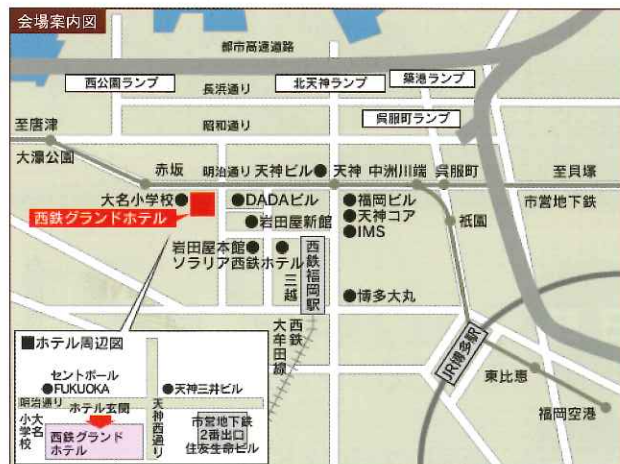 会場案内図
都市高速道路
西公園ランプ
北天神ランプ
築港ランプ
長浜通り
呉服町ランプ
昭和通り
至唐津
大濠公園
赤坂
明治通り
天神ビル
天神
中洲川端
呉服町
至貝塚
市営地下鉄
大名小学校
西鉄グランドホテル
DADAビル
岩田屋新館
福岡ビル
天神コア
IMS
祇園
岩田屋本館
ソラリア西鉄ホテル
三越
西鉄福岡駅
博多大丸
西鉄
大牟田線
JR博多駅
東比恵
福岡空港
■ホテル周辺図
セントポール
FUKUOKA
天神三井ビル
明治通り
ホテル玄関
大名
小学校
西鉄グランド
ホテル
天神西通り
市営地下鉄
2番出口
住友生命ビル